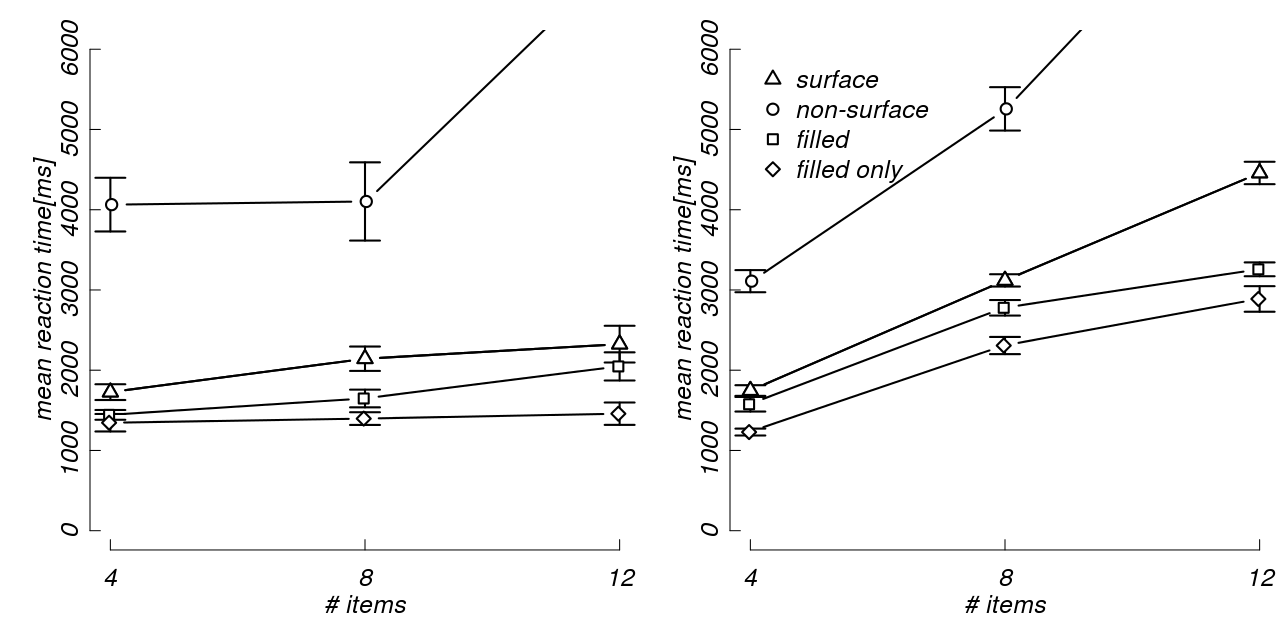 mean reaction time[ms]
6000
5000
4000
3000
2000
1000
0
4 8 12
# items
mean reaction time[ms]
6000
5000
4000
3000
2000
1000
0
surface
non-surface
filled
filled only
4 8 12
# items